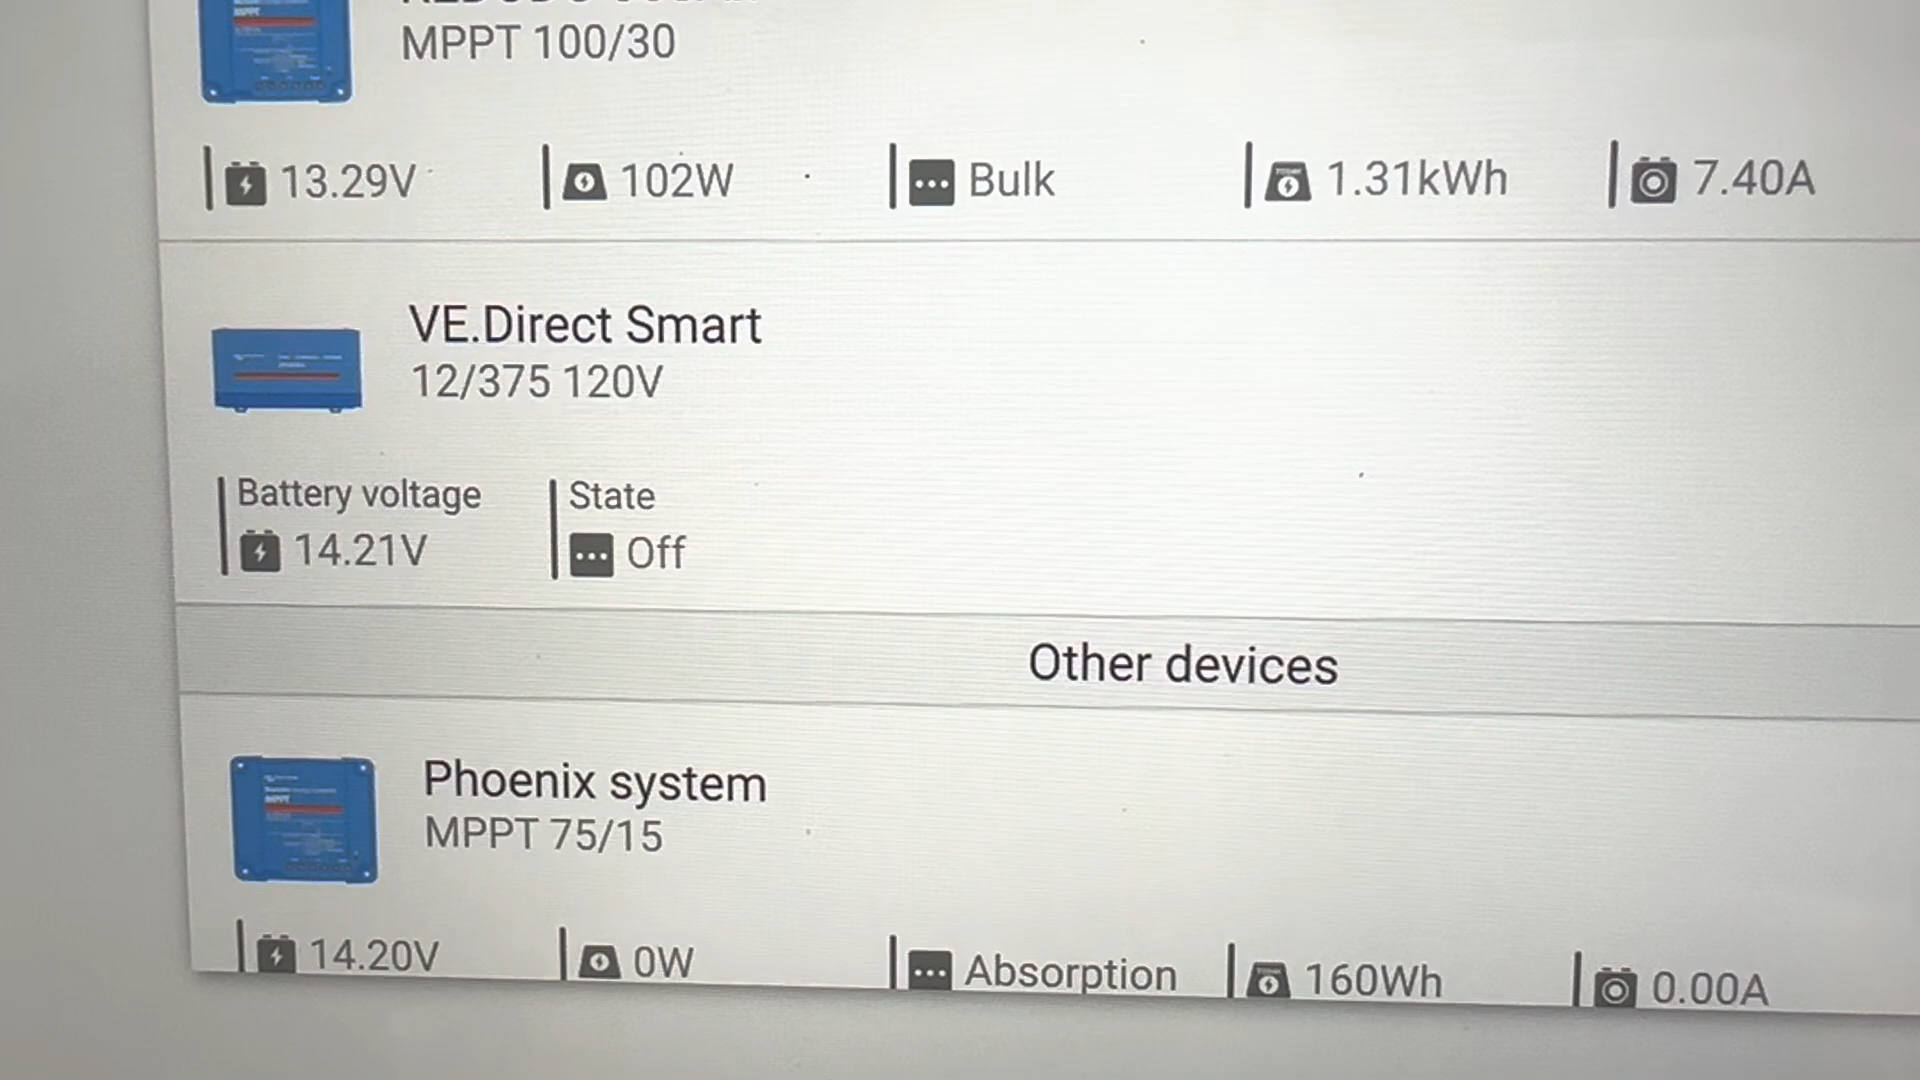 MPPT 100/30
13.29V 102W Bulk 1.31kWh 7.40A
VE.Direct Smart
12/375 120V
Battery voltage State
14.21V Off
Other devices
Phoenix system
MPPT 75/15
14.20V 0W Absorption 160Wh 0.00A